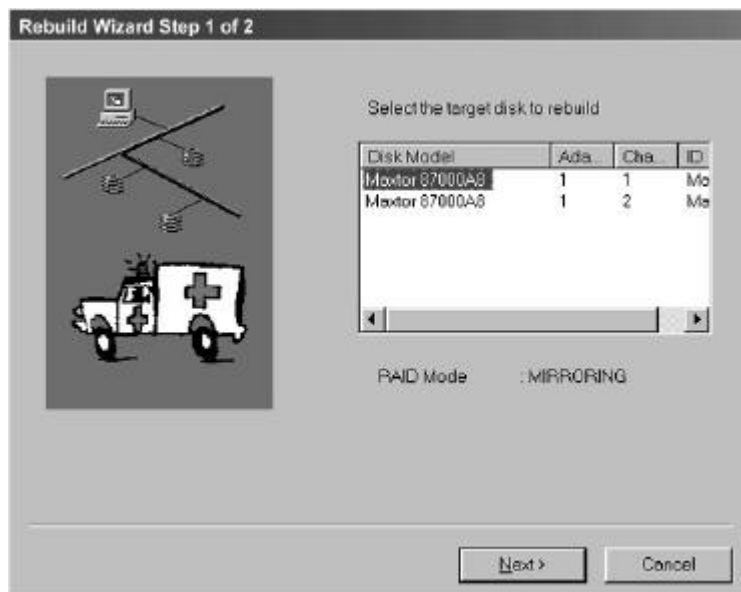 Rebuild Wizard Step 1 of 2
Select the target disk to rebuild
Disk Model Ada... Cha... ID
Maxtor 87000A8 1 1 Ma
Maxtor 87000A8 1 2 Ma
RAID Mode : MIRRORING
Next > Cancel